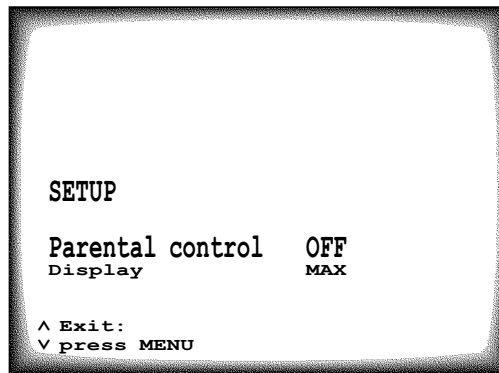 SETUP
Parental control OFF
Display MAX
^ Exit:
v press MENU